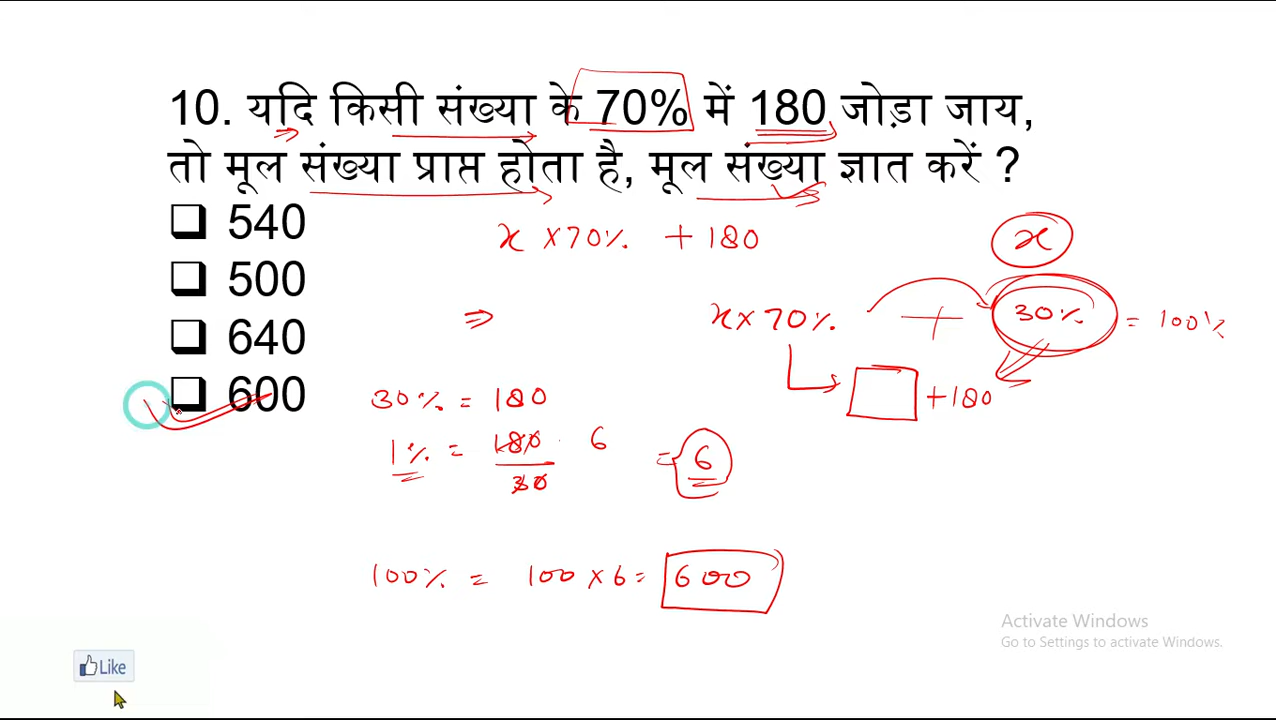 10. यदि किसी संख्या के 70% में 180 जोड़ा जाय,
तो मूल संख्या प्राप्त होता है, मूल संख्या ज्ञात करें ?
540
500
640
600
x × 70% + 180
x
⇒ x × 70% + 30% = 100%
+ 180
30% = 180
1% = 180/30 6 = 6
100% = 100 × 6 = 600
Activate Windows
Go to Settings to activate Windows.
Like